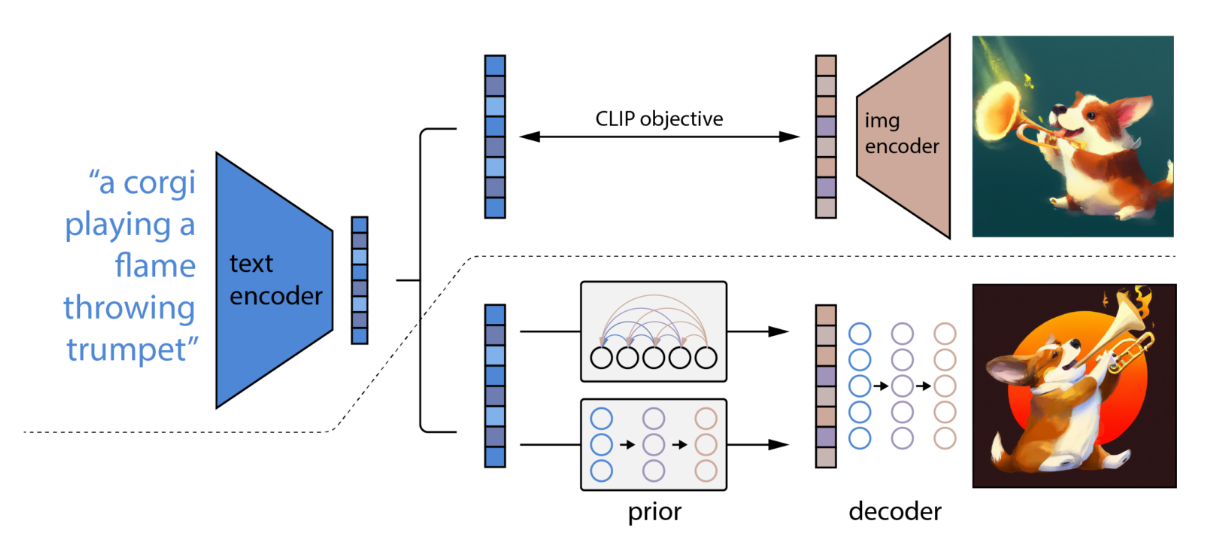 “a corgi
playing a
flame
throwing
trumpet”
text
encoder
CLIP objective
img
encoder
prior
decoder